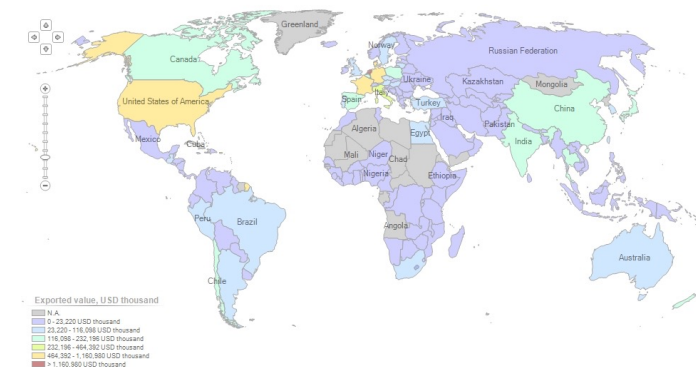 Greenland
Norway
Canada
Russian Federation
Ukraine
Kazakhstan
Mongolia
United States of America
Spain
Italy
Turkey
China
Iraq
Pakistan
Mexico
Cuba
Algeria
Egypt
India
Mali
Niger
Chad
Nigeria
Ethiopia
Peru
Brazil
Angola
Chile
Australia
Exported value, USD thousand
N.A.
0 - 23,220 USD thousand
23,220 - 116,098 USD thousand
116,098 - 232,196 USD thousand
232,196 - 464,392 USD thousand
464,392 - 1,160,980 USD thousand
> 1,160,980 USD thousand